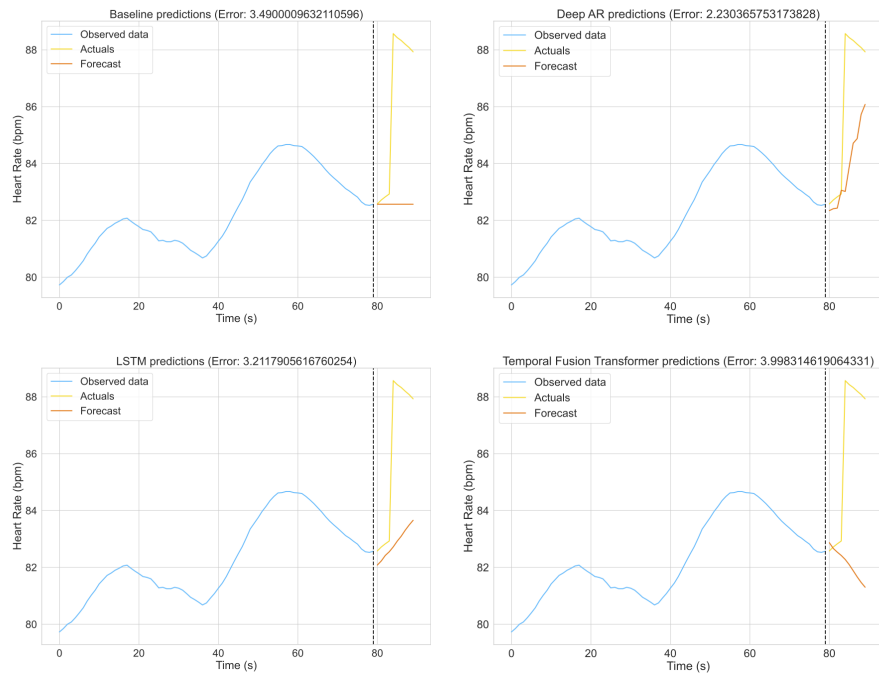 Baseline predictions (Error: 3.4900009632110596)
Observed data
Actuals
Forecast
Heart Rate (bpm)
88
86
84
82
80
0
20
40
60
80
Time (s)
Deep AR predictions (Error: 2.230365753173828)
Observed data
Actuals
Forecast
Heart Rate (bpm)
88
86
84
82
80
0
20
40
60
80
Time (s)
LSTM predictions (Error: 3.2117905616760254)
Observed data
Actuals
Forecast
Heart Rate (bpm)
88
86
84
82
80
0
20
40
60
80
Time (s)
Temporal Fusion Transformer predictions (Error: 3.998314619064331)
Observed data
Actuals
Forecast
Heart Rate (bpm)
88
86
84
82
80
0
20
40
60
80
Time (s)